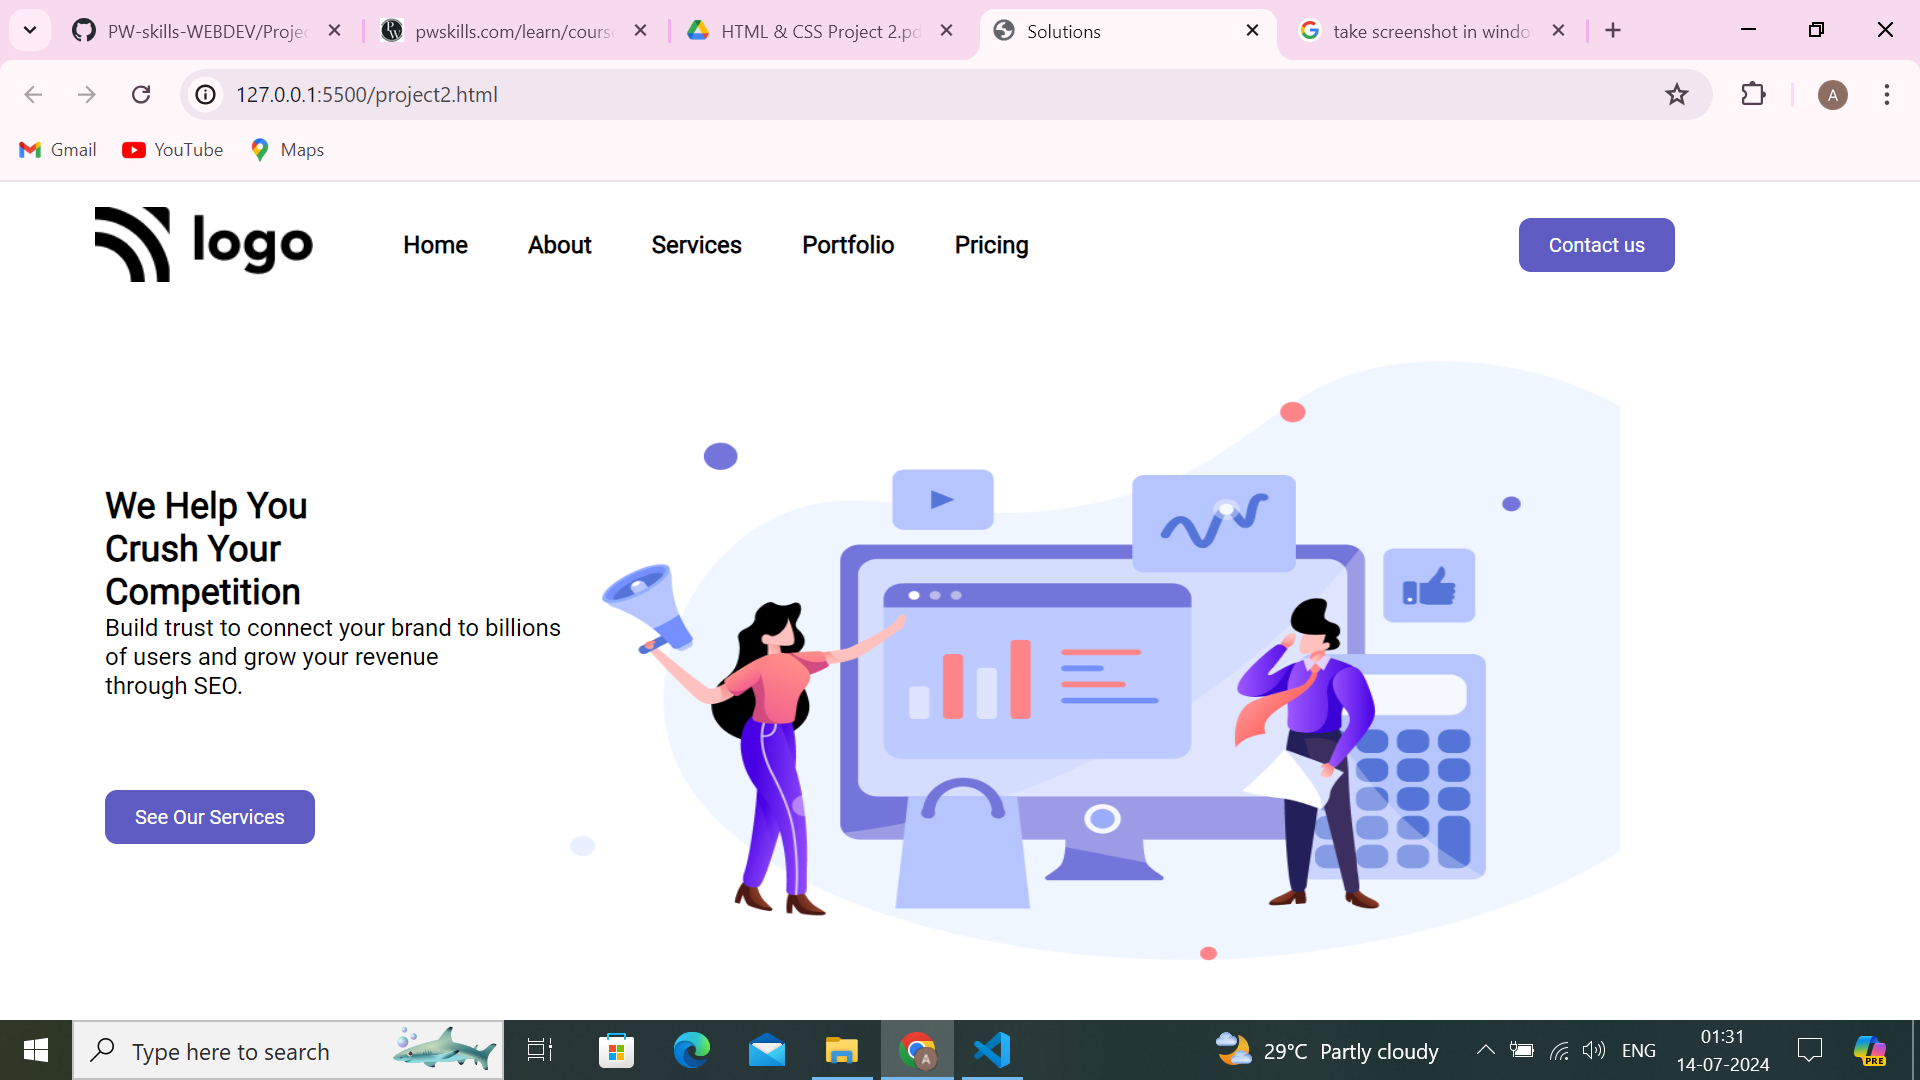 PW-skills-WEBDEV/Projec
pwskills.com/learn/cours
HTML & CSS Project 2.pd
Solutions
take screenshot in windo
127.0.0.1:5500/project2.html
A
Gmail
YouTube
Maps
logo
Home
About
Services
Portfolio
Pricing
Contact us
We Help You
Crush Your
Competition
Build trust to connect your brand to billions
of users and grow your revenue
through SEO.
See Our Services
Type here to search
A
29°C Partly cloudy
ENG
01:31
14-07-2024
PRE